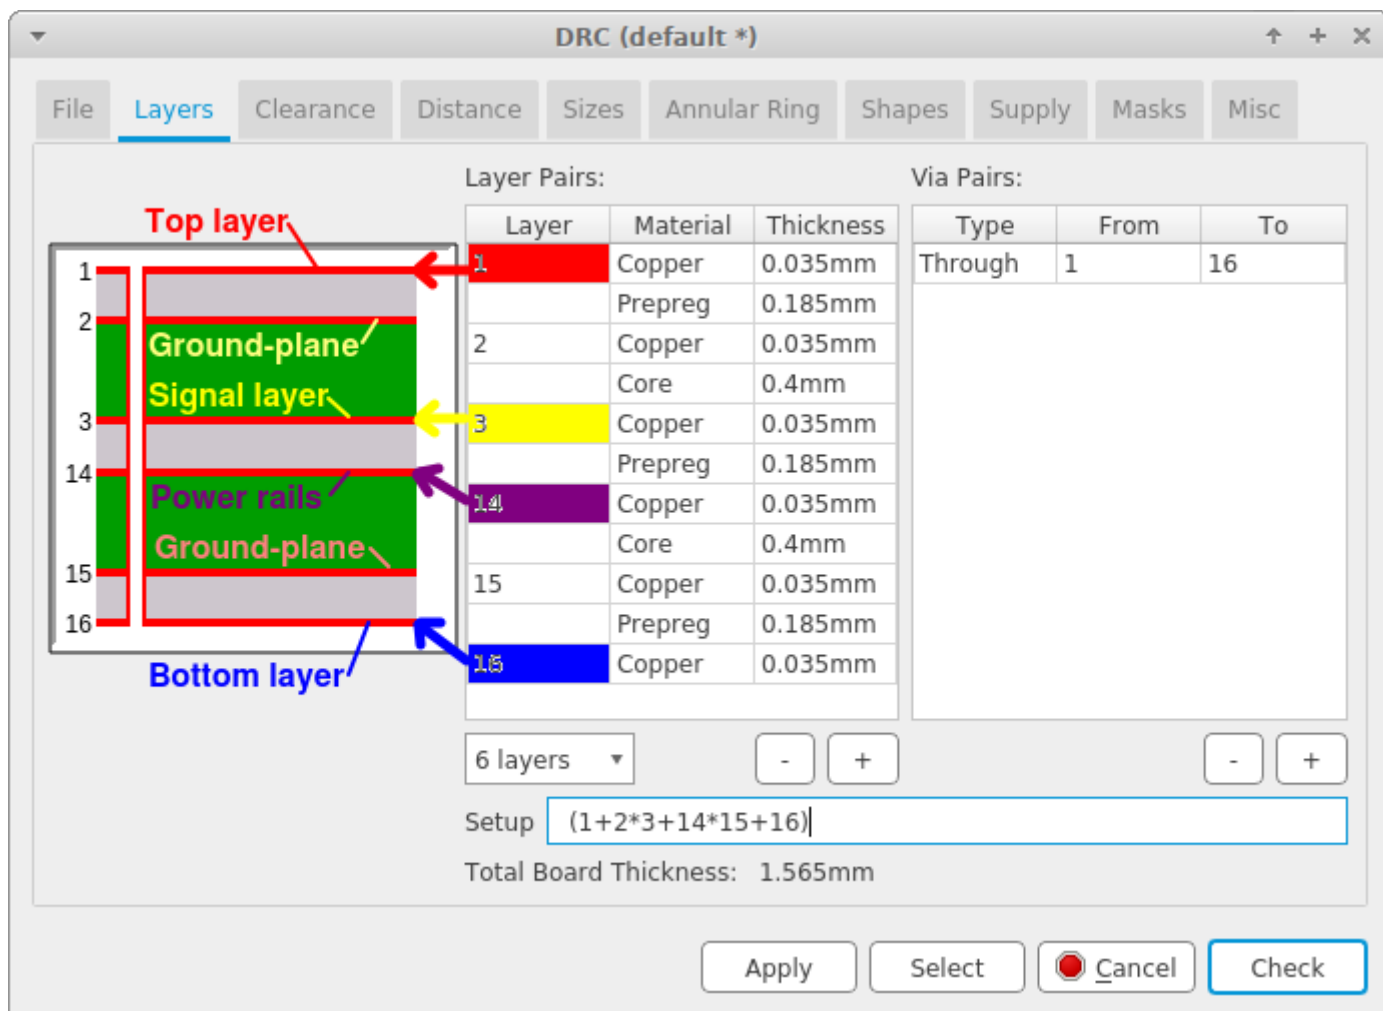 DRC (default *)
File Layers Clearance Distance Sizes Annular Ring Shapes Supply Masks Misc
Layer Pairs:
Via Pairs:
Top layer
1
2
Ground-plane
Signal layer
3
14
Power rails
Ground-plane
15
16
Bottom layer
Layer Material Thickness
1 Copper 0.035mm
Prepreg 0.185mm
2 Copper 0.035mm
Core 0.4mm
3 Copper 0.035mm
Prepreg 0.185mm
14 Copper 0.035mm
Core 0.4mm
15 Copper 0.035mm
Prepreg 0.185mm
16 Copper 0.035mm
Type From To
Through 1 16
6 layers - +
- +
Setup (1+2*3+14*15+16)
Total Board Thickness: 1.565mm
Apply Select Cancel Check